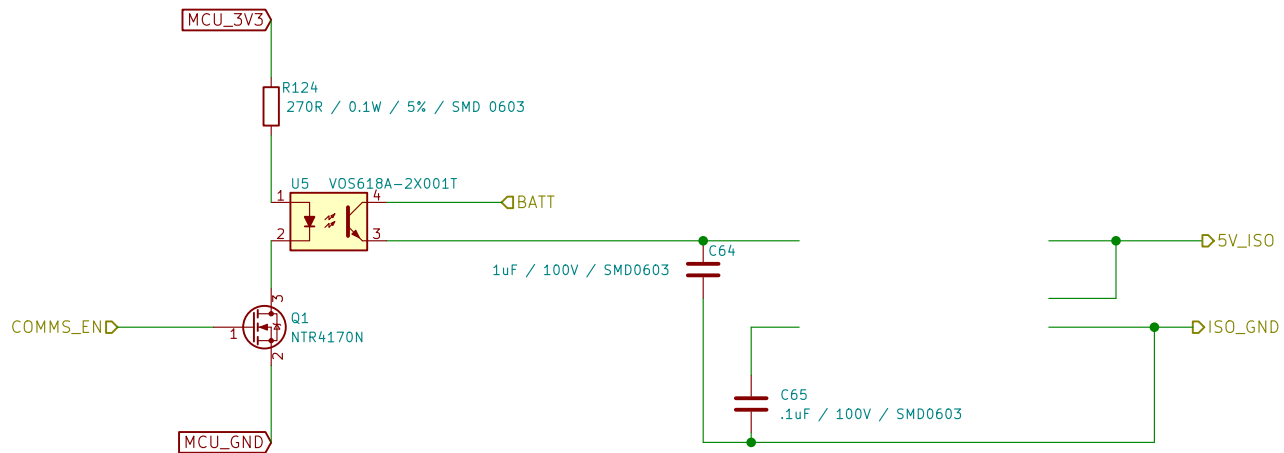 MCU_3V3
R124
270R / 0.1W / 5% / SMD 0603
U5 VOS618A-2X001T
1
4
BATT
2
3
5V_ISO
C64
1uF / 100V / SMD0603
3
Q1
COMMS_EN
1
NTR4170N
ISO_GND
2
C65
.1uF / 100V / SMD0603
MCU_GND